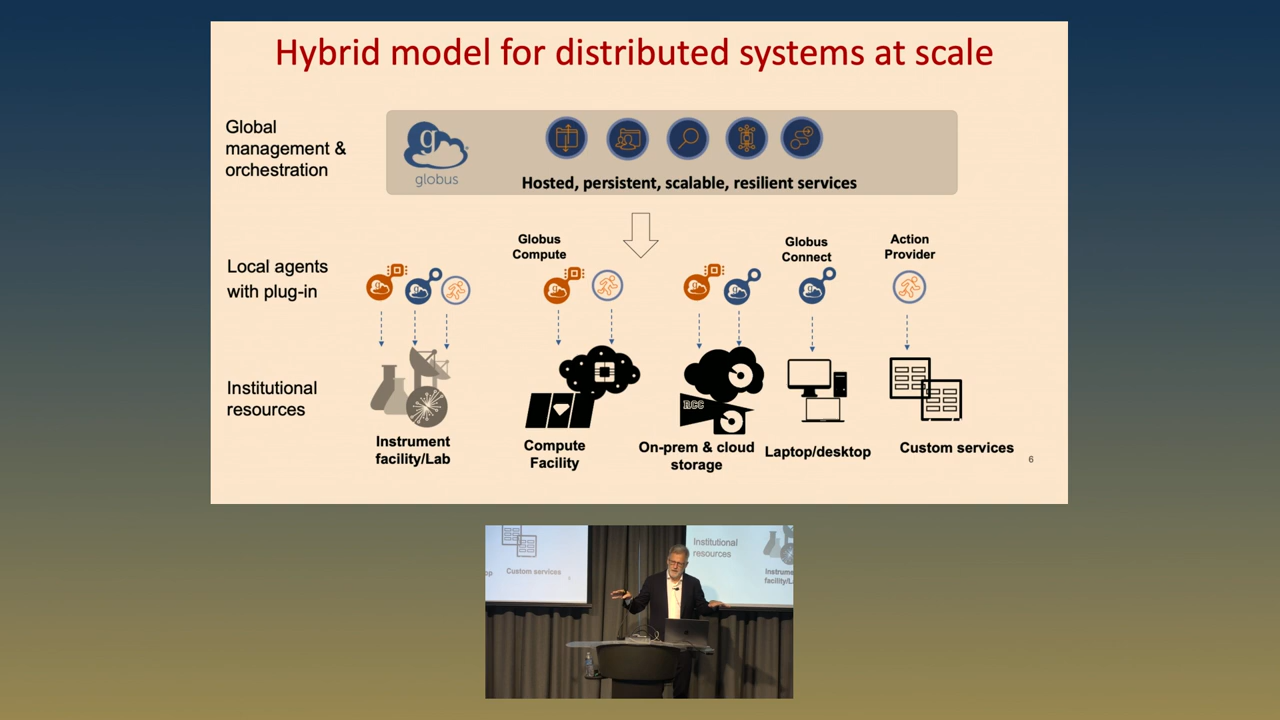 Hybrid model for distributed systems at scale
Global
management &
orchestration
g
globus
Hosted, persistent, scalable, resilient services
Globus
Compute
Globus
Connect
Action
Provider
Local agents
with plug-in
g
g
g
g
g
g
Institutional
resources
RCC
Instrument
facility/Lab
Compute
Facility
On-prem & cloud
storage
Laptop/desktop
Custom services
6
Custom services
Institutional
resources